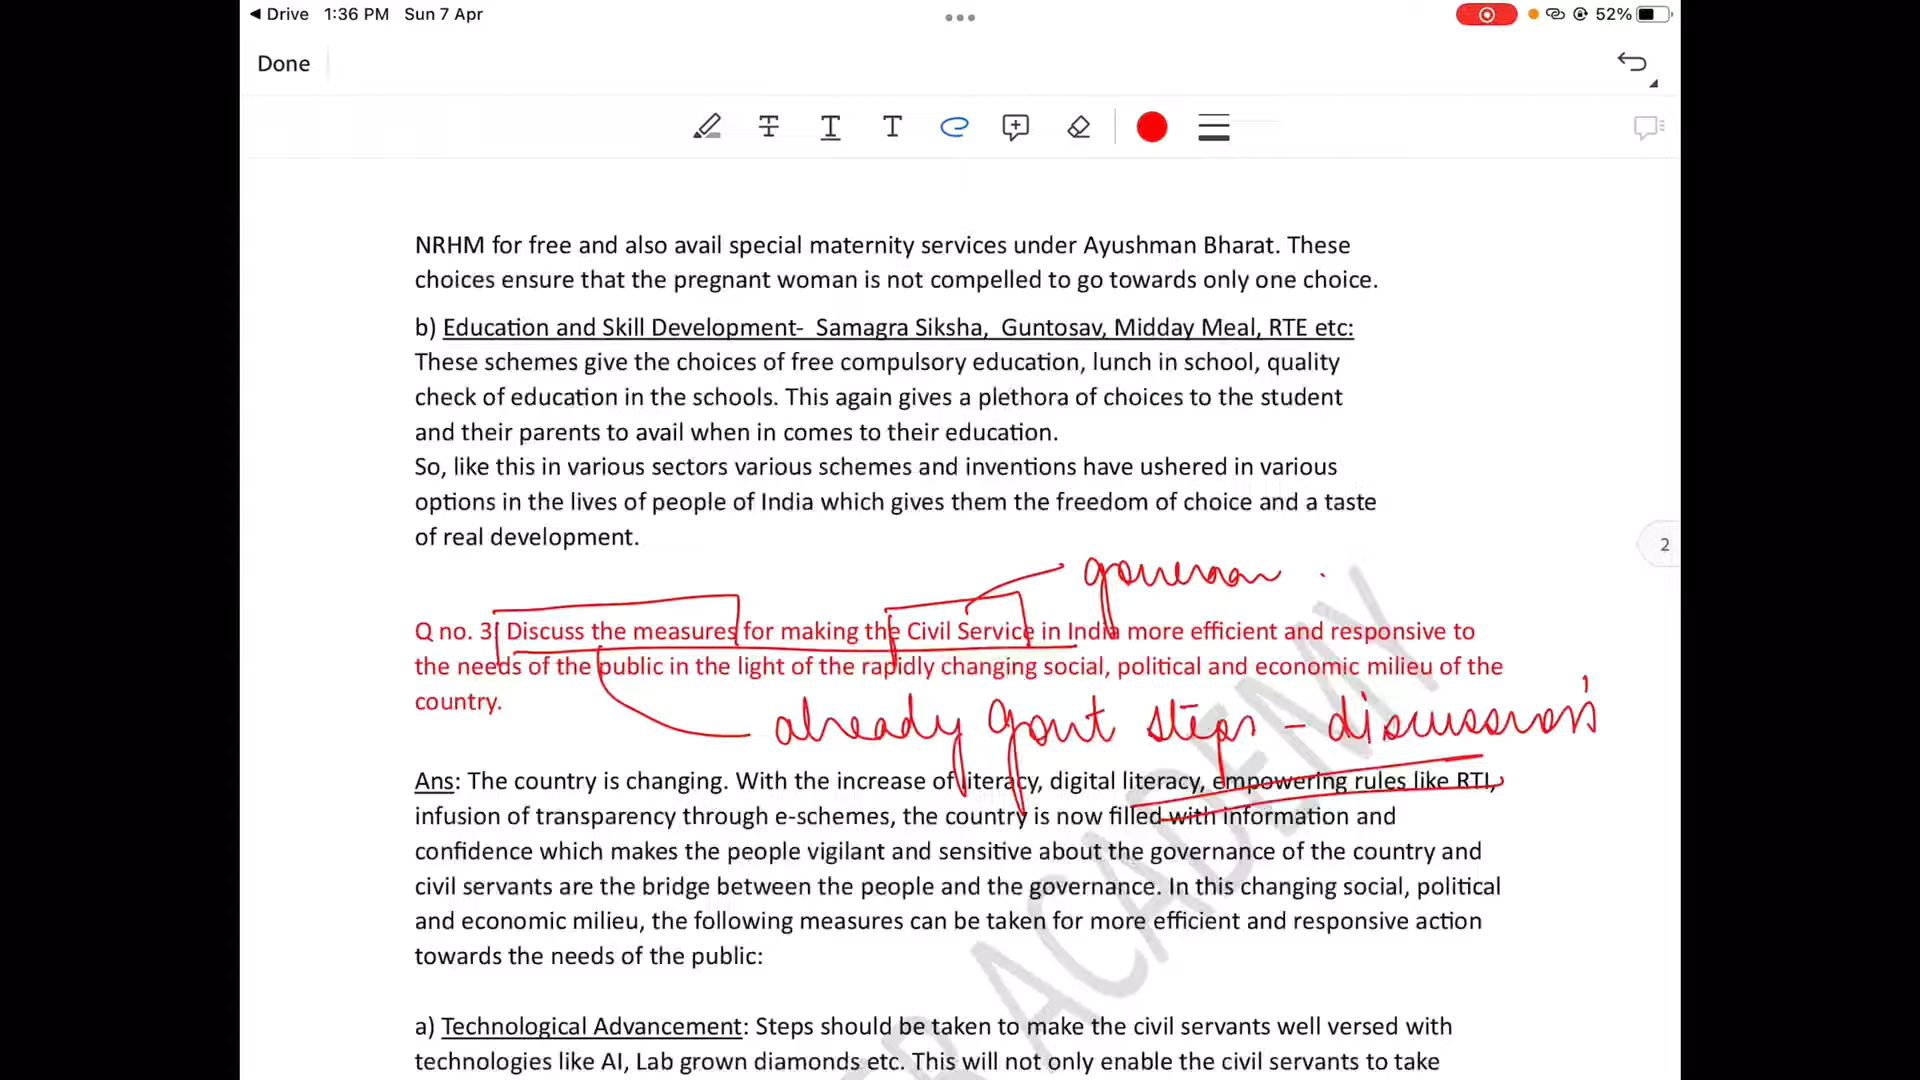 Drive 1:36 PM Sun 7 Apr
52%
Done
NRHM for free and also avail special maternity services under Ayushman Bharat. These
choices ensure that the pregnant woman is not compelled to go towards only one choice.
b) Education and Skill Development- Samagra Siksha, Guntosav, Midday Meal, RTE etc:
These schemes give the choices of free compulsory education, lunch in school, quality
check of education in the schools. This again gives a plethora of choices to the student
and their parents to avail when in comes to their education.
So, like this in various sectors various schemes and inventions have ushered in various
options in the lives of people of India which gives them the freedom of choice and a taste
of real development.
2
Q no. 3 Discuss the measures for making the Civil Service in India more efficient and responsive to
the needs of the public in the light of the rapidly changing social, political and economic milieu of the
country.
already govt steps - discussions
Ans: The country is changing. With the increase of literacy, digital literacy, empowering rules like RTI,
infusion of transparency through e-schemes, the country is now filled with information and
confidence which makes the people vigilant and sensitive about the governance of the country and
civil servants are the bridge between the people and the governance. In this changing social, political
and economic milieu, the following measures can be taken for more efficient and responsive action
towards the needs of the public:
a) Technological Advancement: Steps should be taken to make the civil servants well versed with
technologies like AI, Lab grown diamonds etc. This will not only enable the civil servants to take
ACADEMY